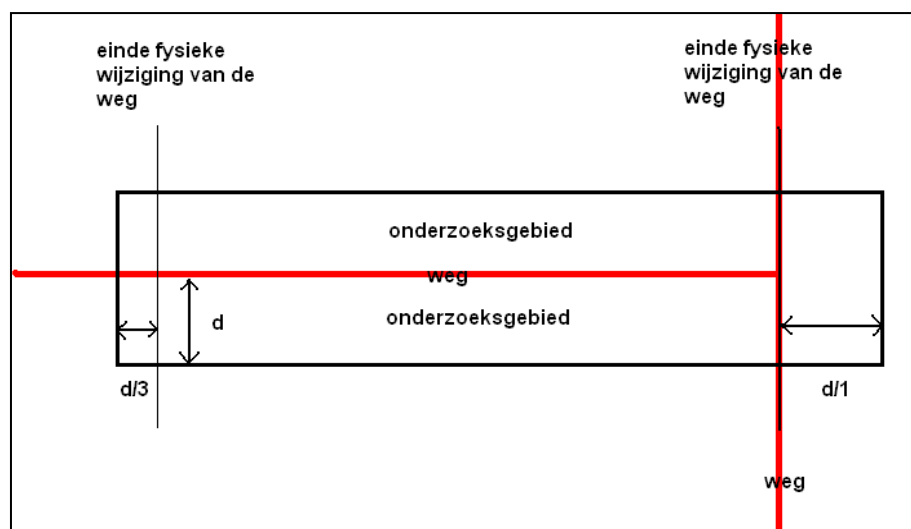 einde fysieke
wijziging van de
weg
einde fysieke
wijziging van de
weg
onderzoeksgebied
weg
onderzoeksgebied
d
d/3
d/1
weg